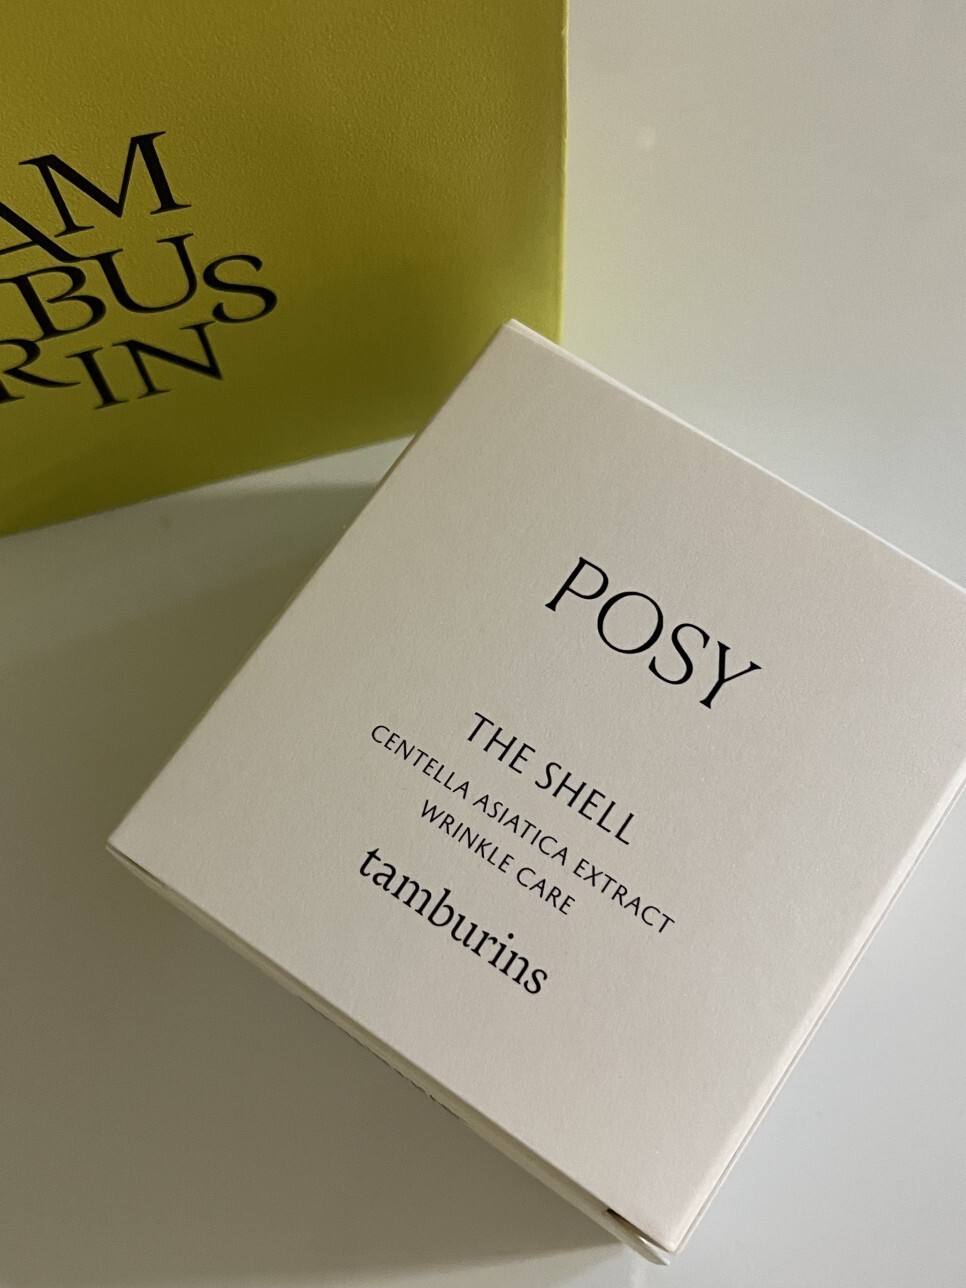 AM
BUS
RIN
POSY
THE SHELL
CENTELLA ASIATICA EXTRACT
WRINKLE CARE
tamburins